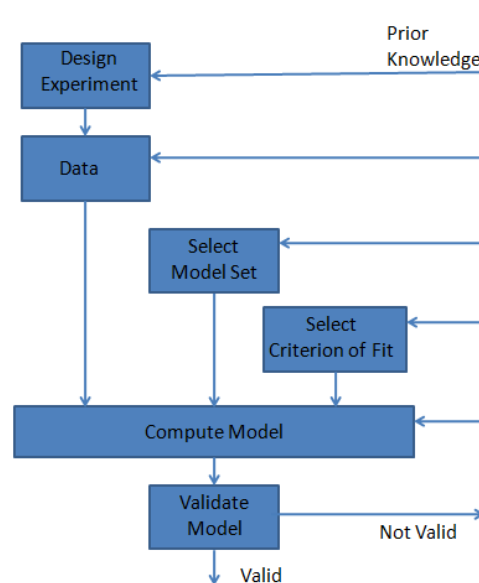 Prior
Knowledge
Design
Experiment
Data
Select
Model Set
Select
Criterion of Fit
Compute Model
Validate
Model
Not Valid
Valid